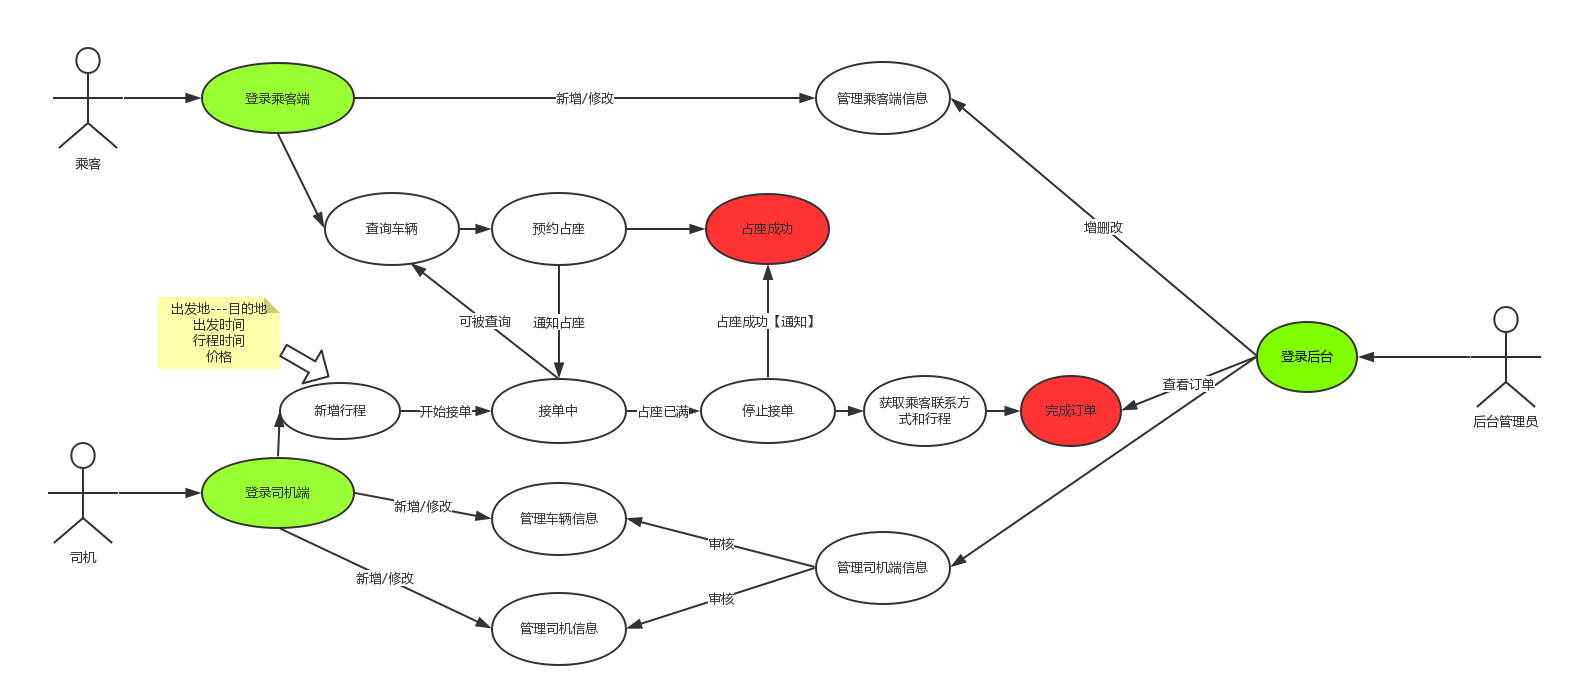 登录乘客端
新增/修改
管理乘客端信息
乘客
查询车辆
预约占座
占座成功
增删改
出发地---目的地
出发时间
行程时间
价格
可被查询
通知占座
占座成功【通知】
登录后台
查看订单
新增行程
开始接单
接单中
占座已满
停止接单
获取乘客联系方
式和行程
完成订单
后台管理员
登录司机端
新增/修改
管理车辆信息
审核
司机
管理司机端信息
新增/修改
审核
管理司机信息